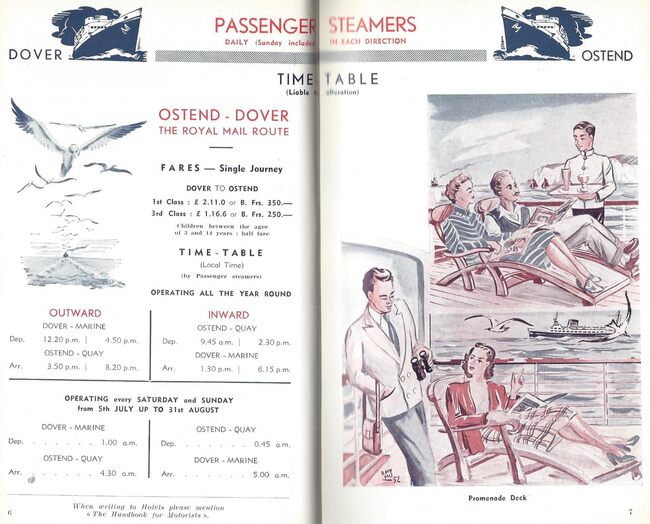 DOVER
PASSENGER STEAMERS
DAILY (Sunday included) IN EACH DIRECTION
OSTEND
TIME TABLE
(Liable to alteration)
OSTEND - DOVER
THE ROYAL MAIL ROUTE
FARES — Single Journey
DOVER TO OSTEND
1st Class : £ 2.11.0 or B. Frs. 350.—
3rd Class : £ 1.16.6 or B. Frs. 250.—
Children between the ages
of 3 and 14 years : half fare
TIME - TABLE
(Local Time)
(by Passenger steamers)
OPERATING ALL THE YEAR ROUND
OUTWARD
DOVER - MARINE
Dep. 12.20 p.m. | 4.50 p.m.
OSTEND - QUAY
Arr. 3.50 p.m. | 8.20 p.m.
INWARD
OSTEND - QUAY
Dep. 9.45 a.m. | 2.30 p.m.
DOVER - MARINE
Arr. 1.30 p.m. | 6.15 p.m.
OPERATING every SATURDAY and SUNDAY
from 5th JULY UP TO 31st AUGUST
DOVER - MARINE
Dep. . . . . . . . 1.00 a.m.
OSTEND - QUAY
Arr. . . . . . . . 4.30 a.m.
OSTEND - QUAY
Dep. . . . . . . . 0.45 a.m.
DOVER - MARINE
Arr. . . . . . . . 5.00 a.m.
When writing to Hotels please mention
« The Handbook for Motorists ».
6
52
Promenade Deck
7